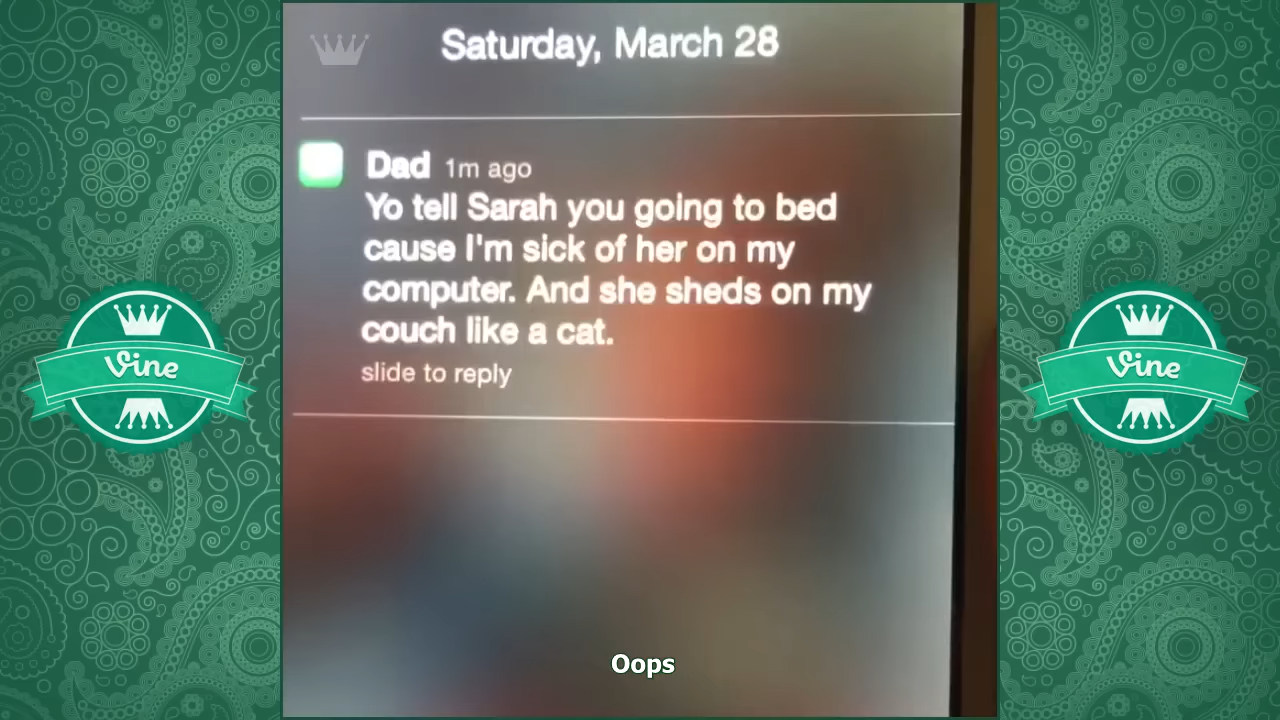 Saturday, March 28
Dad 1m ago
Yo tell Sarah you going to bed
cause I'm sick of her on my
computer. And she sheds on my
couch like a cat.
slide to reply
Vine
Vine
Oops